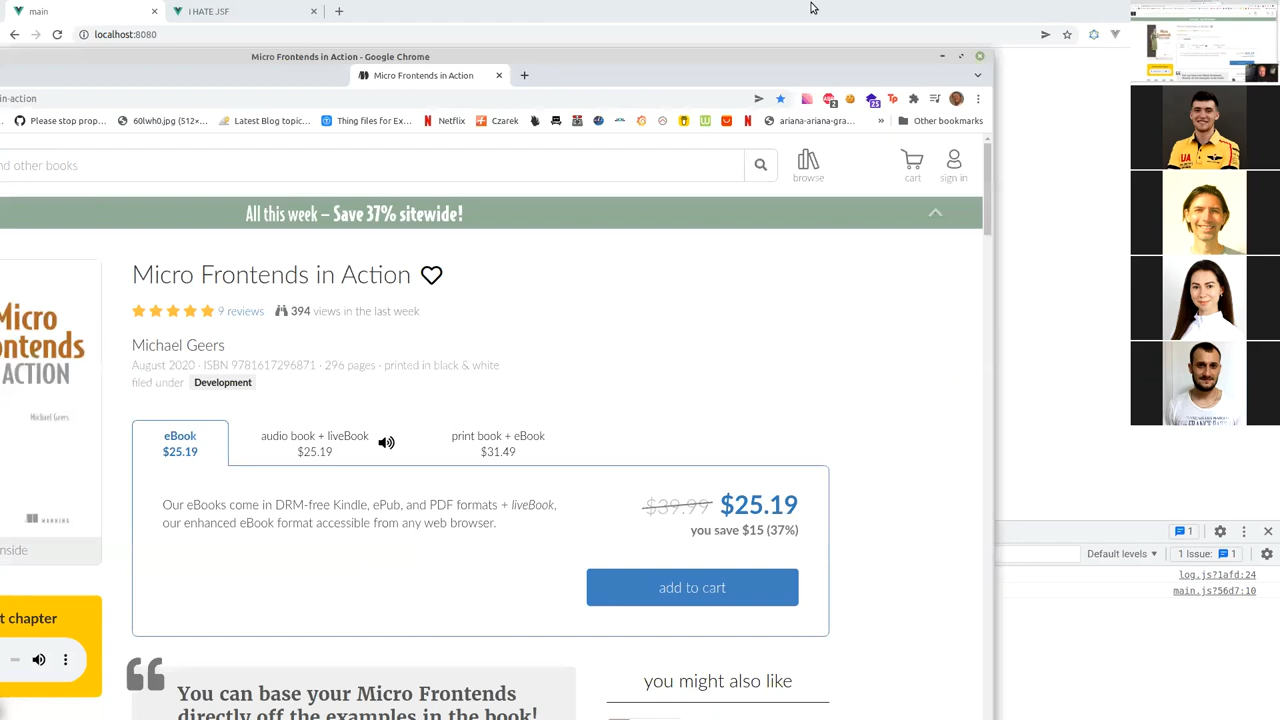 main
I HATE JSF
localhost:8080
Micro Frontends in Action - Google Chrome
Micro Frontends in Action
in-action
Please stop prop...
60lwh0.jpg (512×...
Latest Blog topic...
Thing files for Ex...
Netflix
Czaiek
ariana-ariana-gra...
Other bookmarks
nd other books
browse
cart
sign in
All this week – Save 37% sitewide!
Micro Frontends in Action
9 reviews
394 views in the last week
Michael Geers
August 2020 · ISBN 9781617296871 · 296 pages · printed in black & white
filed under Development
Micro
ontends
ACTION
Michael Geers
MANNING
nside
eBook
$25.19
audio book + liveBook
$25.19
print book + eBook
$31.49
Our eBooks come in DRM-free Kindle, ePub, and PDF formats + liveBook,
our enhanced eBook format accessible from any web browser.
$39.99 $25.19
you save $15 (37%)
add to cart
t chapter
You can base your Micro Frontends
directly off the examples in the book!
you might also like
1
Default levels
1 Issue: 1
log.js?1afd:24
main.js?56d7:10
UA